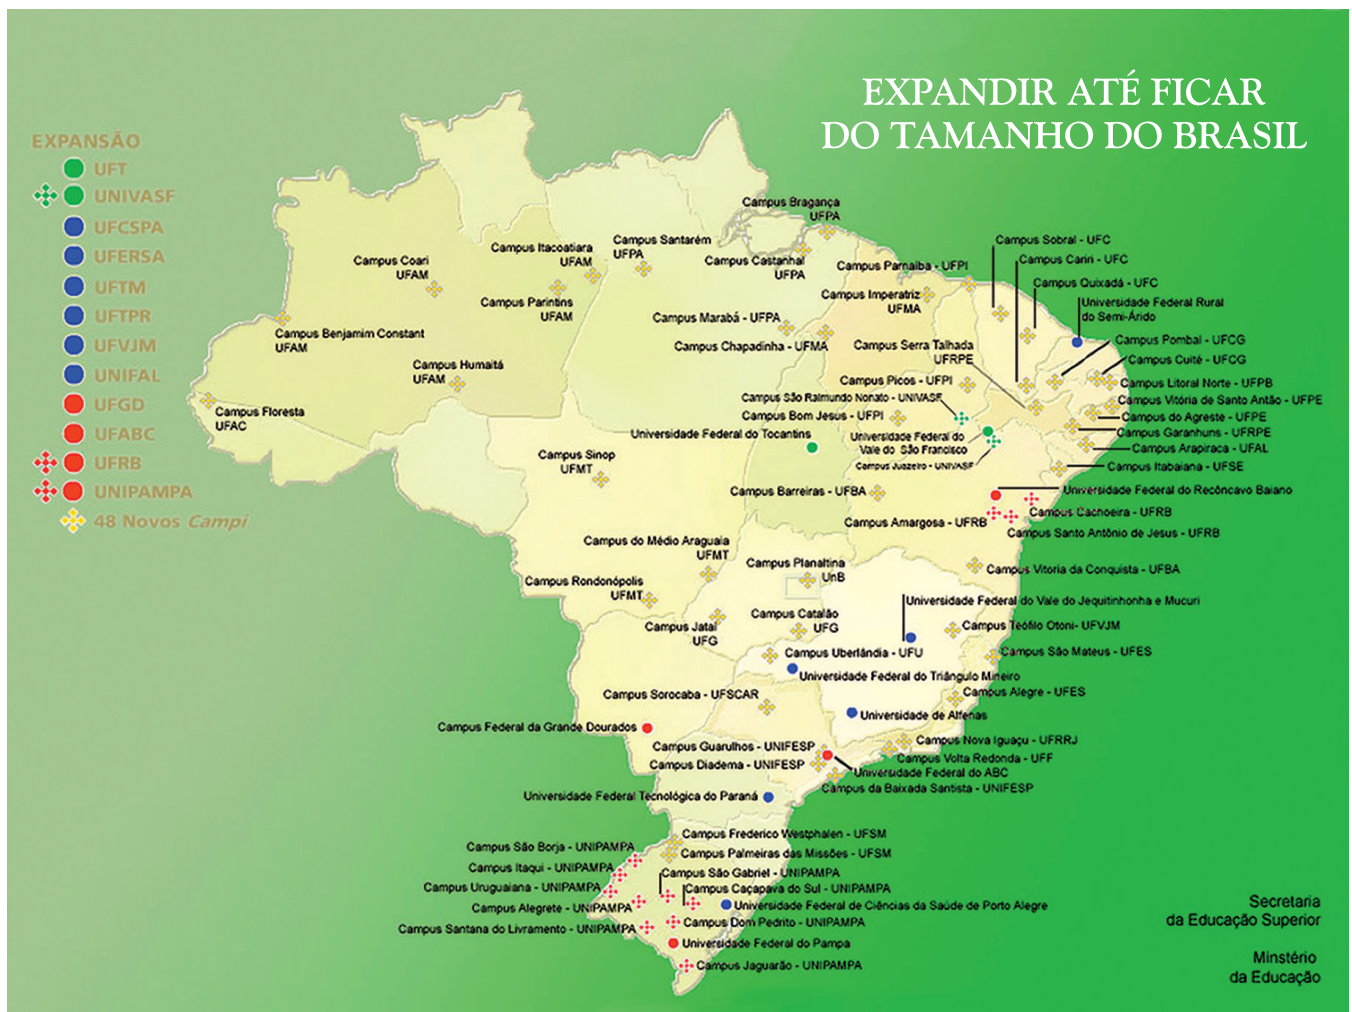 EXPANDIR ATÉ FICAR
DO TAMANHO DO BRASIL
EXPANSÃO
UFT
UNIVASF
UFCSPA
UFERSA
UFTM
UFTPR
UFVJM
UNIFAL
UFGD
UFABC
UFRB
UNIPAMPA
48 Novos Campi
Campus Bragança
UFPA
Campus Santarém
UFPA
Campus Itacoatiara
UFAM
Campus Coari
UFAM
Campus Castanhal
UFPA
Campus Parnaiba - UFPI
Campus Sobral - UFC
Campus Cariri - UFC
Campus Quixadá - UFC
Campus Parintins
UFAM
Campus Imperatriz
UFMA
Universidade Federal Rural
do Semi-Árido
Campus Marabá - UFPA
Campus Benjamim Constant
UFAM
Campus Chapadinha - UFMA
Campus Serra Talhada
UFRPE
Campus Pombal - UFCG
Campus Cuité - UFCG
Campus Humaitá
UFAM
Campus Picos - UFPI
Campus Litoral Norte - UFPB
Campus São Raimundo Nonato - UNIVASF
Campus Vitória de Santo Antão - UFPE
Campus Floresta
UFAC
Campus Bom Jesus - UFPI
Campus do Agreste - UFPE
Universidade Federal do Tocantins
Campus Garanhuns - UFRPE
Universidade Federal do
Vale do São Francisco
Campus Arapiraca - UFAL
Campus Sinop
UFMT
Campus Juazeiro - UNIVASF
Campus Itabaiana - UFSE
Campus Barreiras - UFBA
Universidade Federal do Recôncavo Baiano
Campus Cachoeira - UFRB
Campus Amargosa - UFRB
Campus Santo Antônio de Jesus - UFRB
Campus do Médio Araguaia
UFMT
Campus Planaltina
UnB
Campus Vitoria da Conquista - UFBA
Campus Rondonópolis
UFMT
Universidade Federal do Vale do Jequitinhonha e Mucuri
Campus Catalão
UFG
Campus Jataí
UFG
Campus Teófilo Otoni- UFVJM
Campus Uberlândia - UFU
Campus São Mateus - UFES
Universidade Federal do Triângulo Mineiro
Campus Sorocaba - UFSCAR
Campus Alegre - UFES
Universidade de Alfenas
Campus Federal da Grande Dourados
Campus Nova Iguaçu - UFRRJ
Campus Guarulhos - UNIFESP
Campus Volta Redonda - UFF
Campus Diadema - UNIFESP
Universidade Federal do ABC
Campus da Baixada Santista - UNIFESP
Universidade Federal Tecnológica do Paraná
Campus Frederico Westphalen - UFSM
Campus São Borja - UNIPAMPA
Campus Palmeiras das Missões - UFSM
Campus Itaqui - UNIPAMPA
Campus São Gabriel - UNIPAMPA
Campus Uruguaiana - UNIPAMPA
Campus Caçapava do Sul - UNIPAMPA
Campus Alegrete - UNIPAMPA
Universidade Federal de Ciências da Saúde de Porto Alegre
Campus Santana do Livramento - UNIPAMPA
Campus Dom Pedrito - UNIPAMPA
Universidade Federal do Pampa
Campus Jaguarão - UNIPAMPA
Secretaria
da Educação Superior
Minstério
da Educação